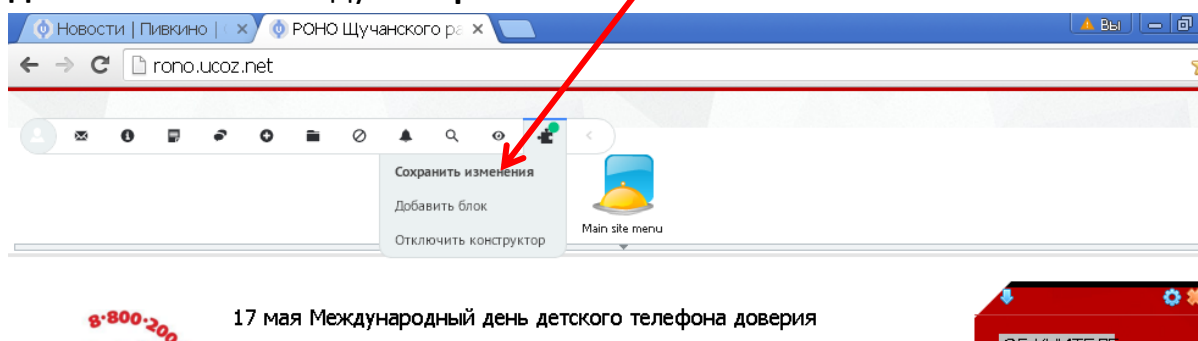 Новости | Пивкино |
РОНО Щучанского ра
Вы
rono.ucoz.net
Сохранить изменения
Добавить блок
Отключить конструктор
Main site menu
8-800-200
17 мая Международный день детского телефона доверия